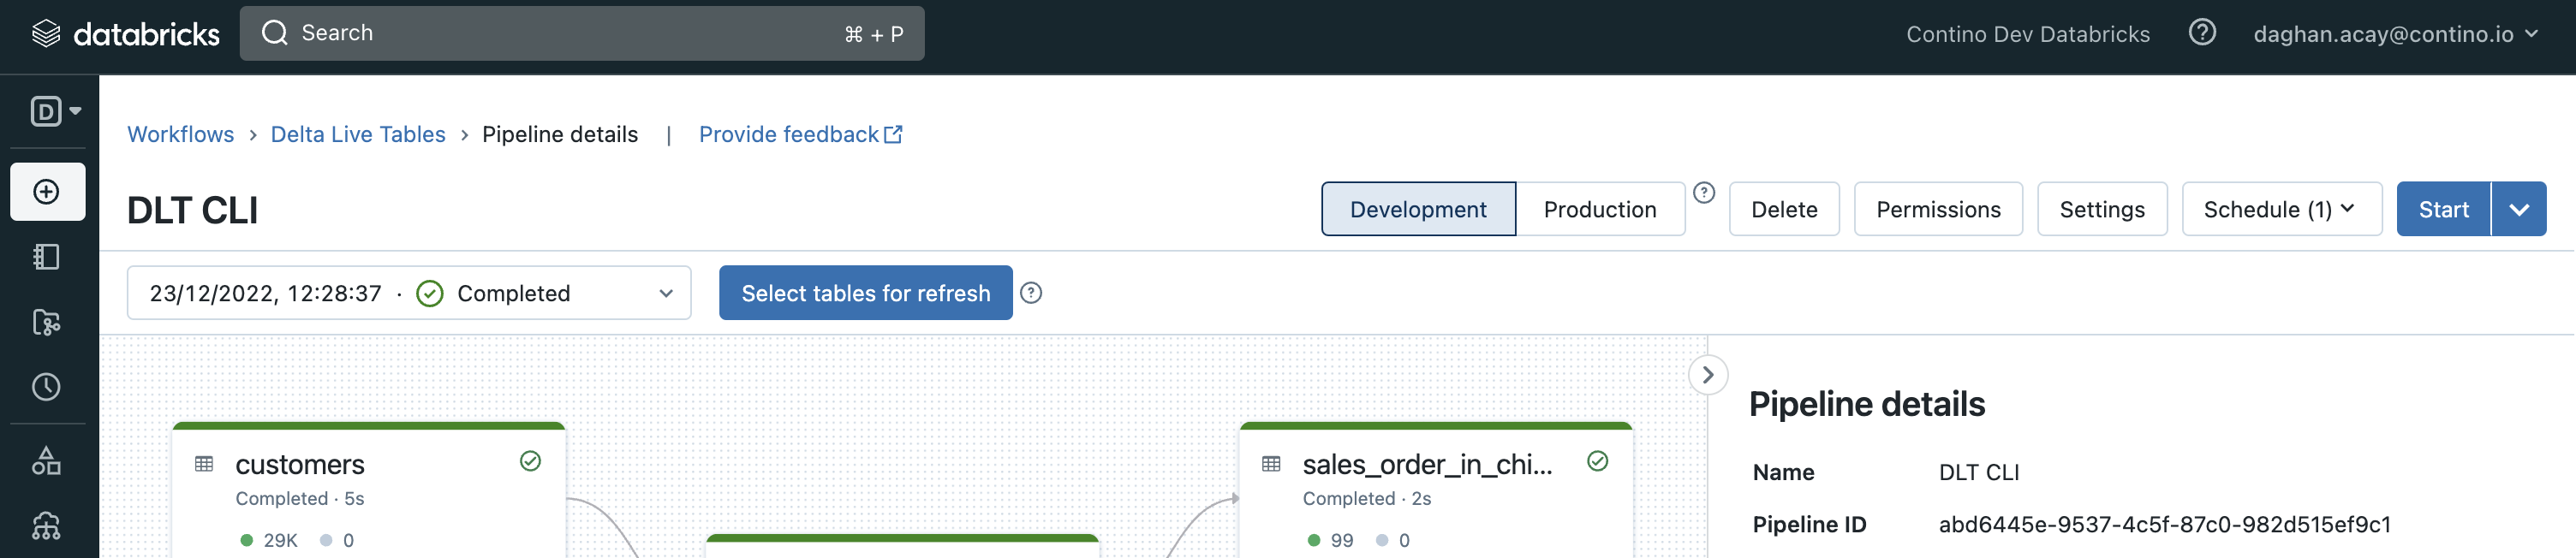 databricks
Search
⌘ + P
Contino Dev Databricks
daghan.acay@contino.io
D
Workflows > Delta Live Tables > Pipeline details | Provide feedback
DLT CLI
Development
Production
Delete
Permissions
Settings
Schedule (1)
Start
23/12/2022, 12:28:37 · Completed
Select tables for refresh
customers
Completed · 5s
29K 0
sales_order_in_chi...
Completed · 2s
99 0
Pipeline details
Name DLT CLI
Pipeline ID abd6445e-9537-4c5f-87c0-982d515ef9c1